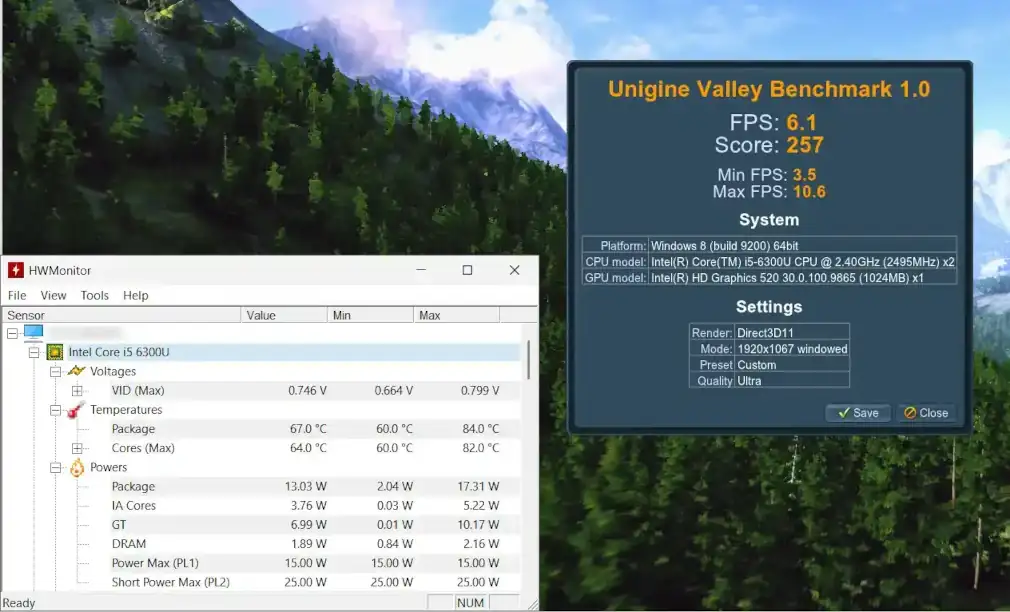 Unigine Valley Benchmark 1.0
FPS: 6.1
Score: 257
Min FPS: 3.5
Max FPS: 10.6
System
Platform: Windows 8 (build 9200) 64bit
CPU model: Intel(R) Core(TM) i5-6300U CPU @ 2.40GHz (2495MHz) x2
GPU model: Intel(R) HD Graphics 520 30.0.100.9865 (1024MB) x1
Settings
Render: Direct3D11
Mode: 1920x1067 windowed
Preset Custom
Quality Ultra
Save Close
HWMonitor
File View Tools Help
Sensor Value Min Max
Intel Core i5 6300U
Voltages
VID (Max) 0.746 V 0.664 V 0.799 V
Temperatures
Package 67.0 °C 60.0 °C 84.0 °C
Cores (Max) 64.0 °C 60.0 °C 82.0 °C
Powers
Package 13.03 W 2.04 W 17.31 W
IA Cores 3.76 W 0.03 W 5.22 W
GT 6.99 W 0.01 W 10.17 W
DRAM 1.89 W 0.84 W 2.16 W
Power Max (PL1) 15.00 W 15.00 W 15.00 W
Short Power Max (PL2) 25.00 W 25.00 W 25.00 W
Ready NUM